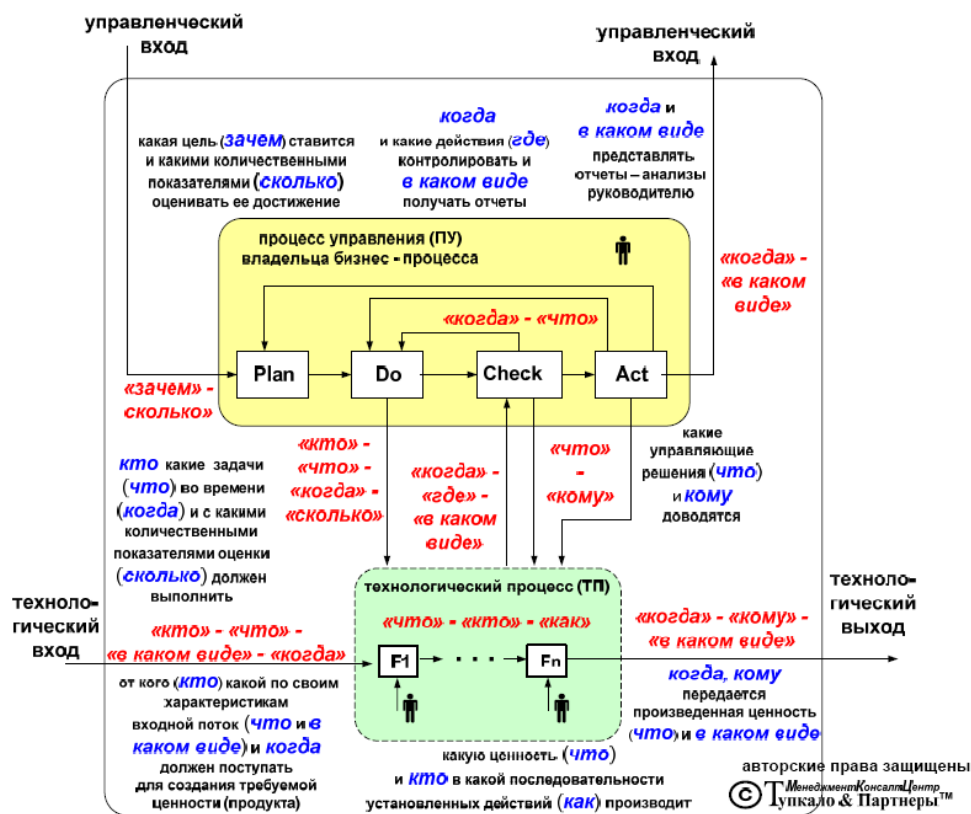 управленческий
вход
управленческий
вход
какая цель (зачем) ставится
и какими количественными
показателями (сколько)
оценивать ее достижение
когда
и какие действия (где)
контролировать и
в каком виде
получать отчеты
когда и
в каком виде
представлять
отчеты – анализы
руководителю
процесс управления (ПУ)
владельца бизнес - процесса
«когда» -
«в каком
виде»
«когда» - «что»
Plan
Do
Check
Act
«зачем» -
сколько»
кто какие задачи
(что) во времени
(когда) и с какими
количественными
показателями оценки
(сколько) должен
выполнить
«кто» -
«что» -
«когда» -
«сколько»
«когда» -
«где» -
«в каком
виде»
«что»
-
«кому»
какие
управляющие
решения (что)
и кому
доводятся
техноло-
гический
вход
технологический процесс (ТП)
техноло-
гический
выход
«кто» - «что» -
«в каком виде» - «когда»
«что» - «кто» - «как»
«когда» - «кому» -
«в каком виде»
F1
. . .
Fn
от кого (кто) какой по своим
характеристикам
входной поток (что и в
каком виде) и когда
должен поступать
для создания требуемой
ценности (продукта)
какую ценность (что)
и кто в какой последовательности
установленных действий (как) производит
когда, кому
передается
произведенная ценность
(что) и в каком виде
авторские права защищены
МенеджментКонсалтЦентр
© Тупкало & Партнеры™